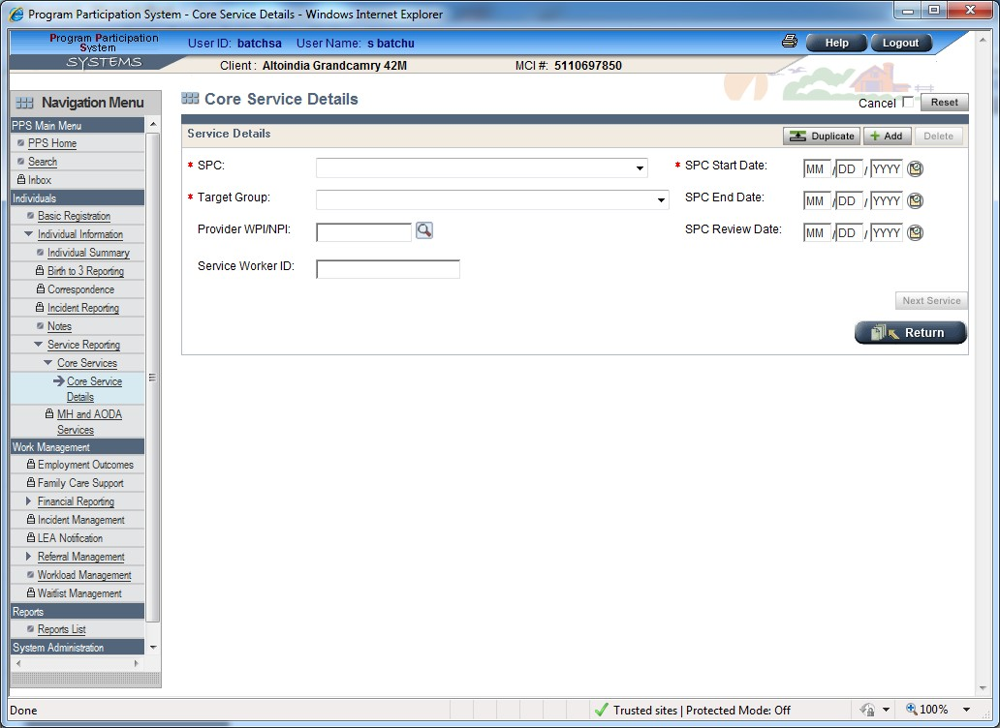 Program Participation System - Core Service Details - Windows Internet Explorer
Program Participation
System
SYSTEMS
User ID: batchsa User Name: s batchu
Help
Logout
Client : Altoindia Grandcamry 42M MCI #: 5110697850
Navigation Menu
PPS Main Menu
PPS Home
Search
Inbox
Individuals
Basic Registration
Individual Information
Individual Summary
Birth to 3 Reporting
Correspondence
Incident Reporting
Notes
Service Reporting
Core Services
Core Service
Details
MH and AODA
Services
Work Management
Employment Outcomes
Family Care Support
Financial Reporting
Incident Management
LEA Notification
Referral Management
Workload Management
Waitlist Management
Reports
Reports List
System Administration
Core Service Details
Cancel
Reset
Service Details
Duplicate
Add
Delete
* SPC:
* SPC Start Date: MM / DD / YYYY
* Target Group:
SPC End Date: MM / DD / YYYY
Provider WPI/NPI:
SPC Review Date: MM / DD / YYYY
Service Worker ID:
Next Service
Return
Done
Trusted sites | Protected Mode: Off
100%